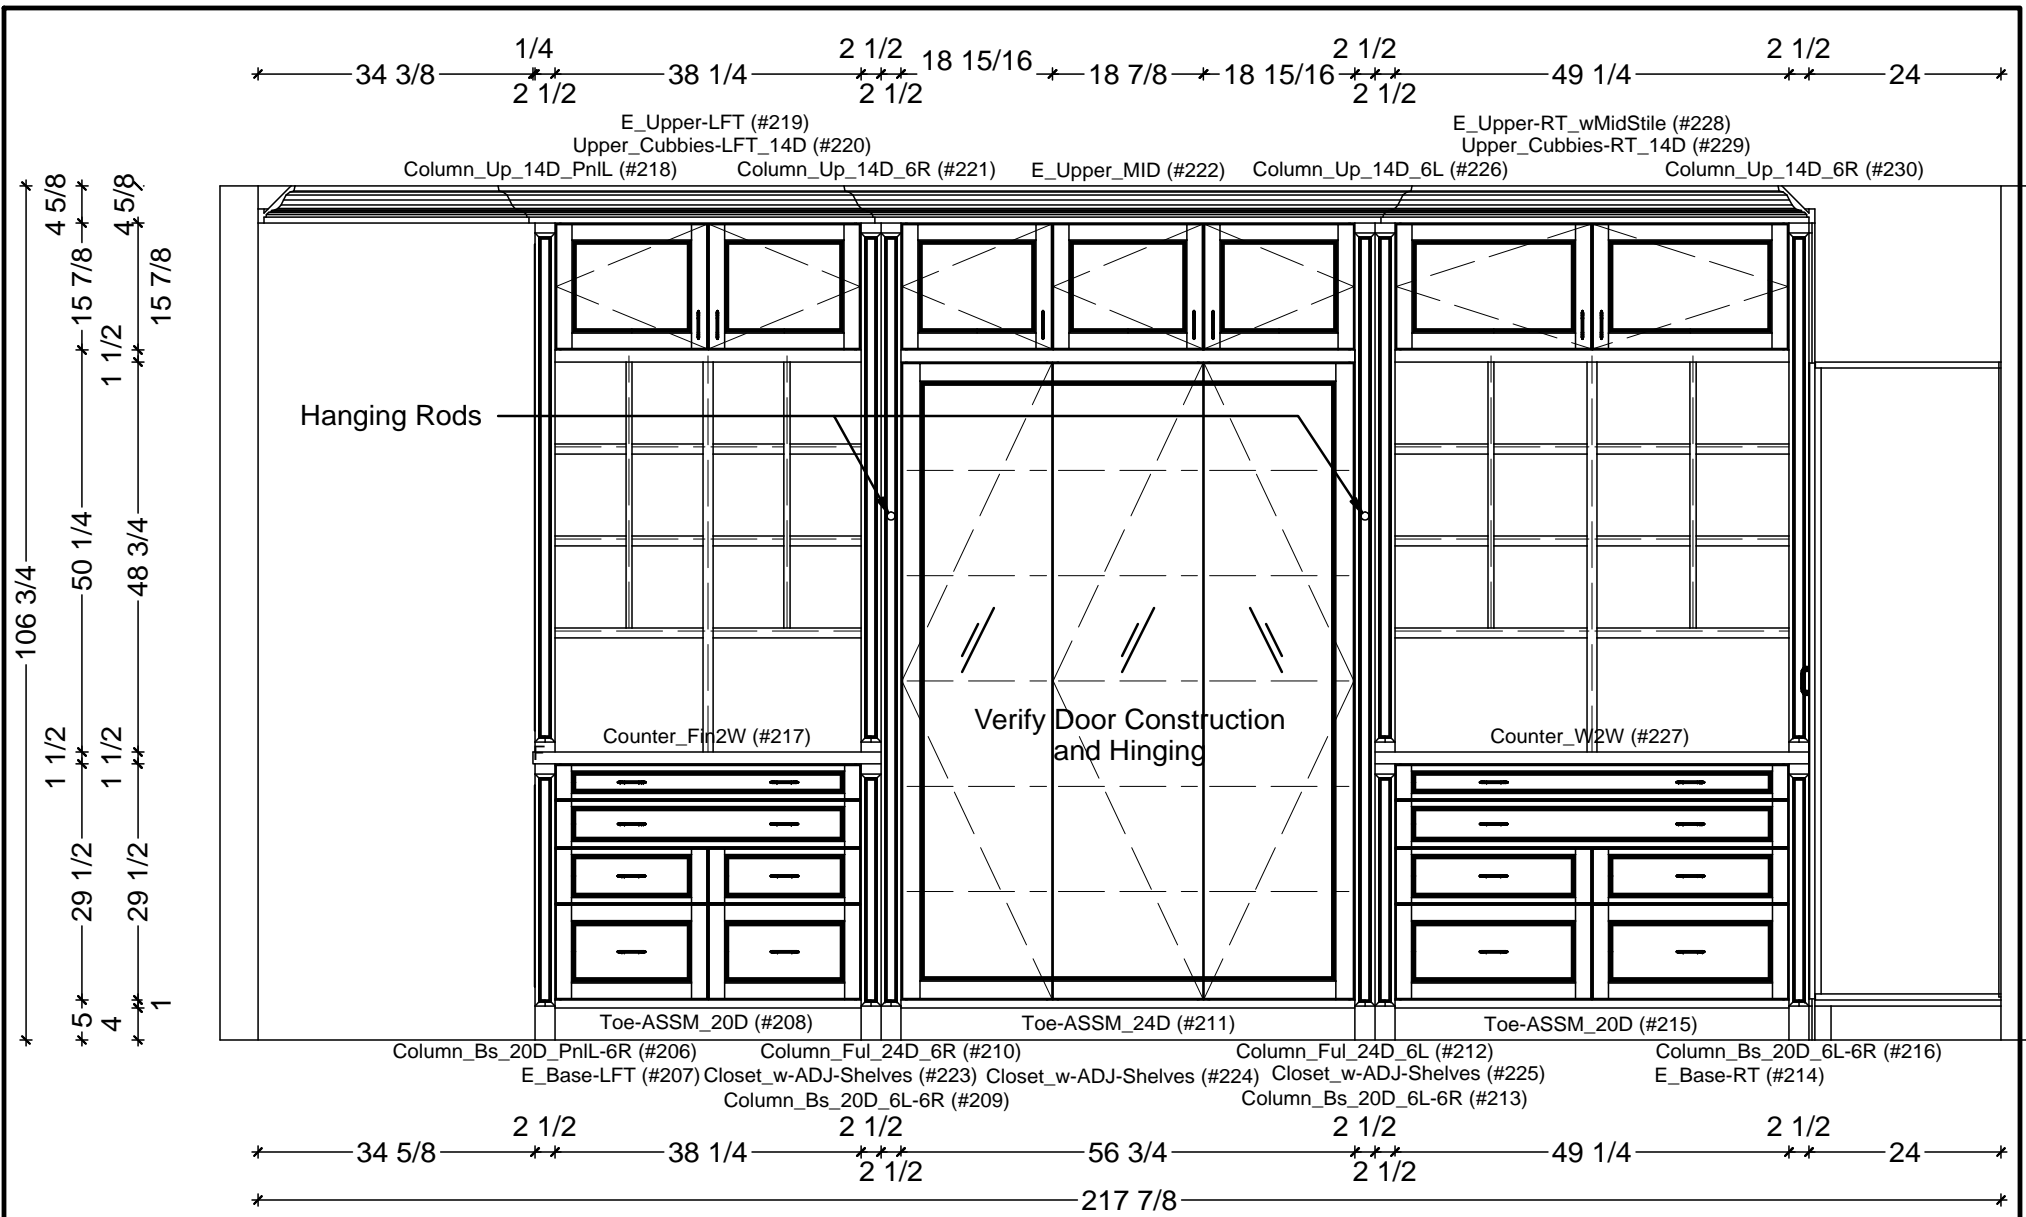 1/4 2 1/2 18 15/16 2 1/2 2 1/2
34 3/8 38 1/4 18 7/8 18 15/16 49 1/4 24
2 1/2 2 1/2 2 1/2
E_Upper-LFT (#219) E_Upper-RT_wMidStile (#228)
Upper_Cubbies-LFT_14D (#220) Upper_Cubbies-RT_14D (#229)
Column_Up_14D_PnlL (#218) Column_Up_14D_6R (#221) E_Upper_MID (#222) Column_Up_14D_6L (#226) Column_Up_14D_6R (#230)
106 3/4
4 5/8
15 7/8
50 1/4
1 1/2
29 1/2
5
4 5/8
15 7/8
1 1/2
48 3/4
1 1/2
29 1/2
1
4
Hanging Rods
Verify Door Construction
and Hinging
Counter_Fin2W (#217) Counter_W2W (#227)
Toe-ASSM_20D (#208) Toe-ASSM_24D (#211) Toe-ASSM_20D (#215)
Column_Bs_20D_PnlL-6R (#206) Column_Ful_24D_6R (#210) Column_Ful_24D_6L (#212) Column_Bs_20D_6L-6R (#216)
E_Base-LFT (#207) Closet_w-ADJ-Shelves (#223) Closet_w-ADJ-Shelves (#224) Closet_w-ADJ-Shelves (#225) E_Base-RT (#214)
Column_Bs_20D_6L-6R (#209) Column_Bs_20D_6L-6R (#213)
2 1/2 2 1/2 2 1/2 2 1/2
34 5/8 38 1/4 56 3/4 49 1/4 24
2 1/2 2 1/2
217 7/8